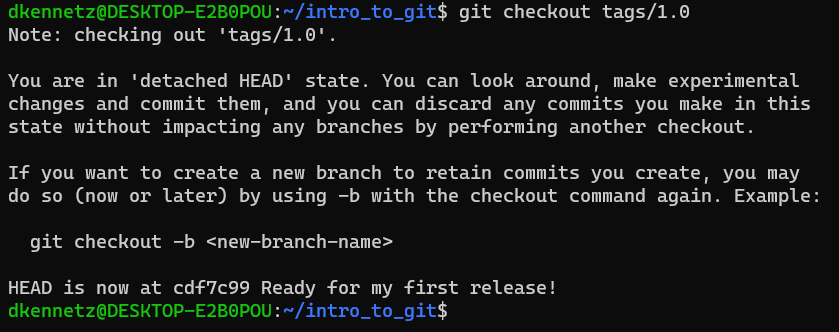 dkennetz@DESKTOP-E2B0POU:~/intro_to_git$ git checkout tags/1.0
Note: checking out 'tags/1.0'.
You are in 'detached HEAD' state. You can look around, make experimental
changes and commit them, and you can discard any commits you make in this
state without impacting any branches by performing another checkout.
If you want to create a new branch to retain commits you create, you may
do so (now or later) by using -b with the checkout command again. Example:
git checkout -b <new-branch-name>
HEAD is now at cdf7c99 Ready for my first release!
dkennetz@DESKTOP-E2B0POU:~/intro_to_git$